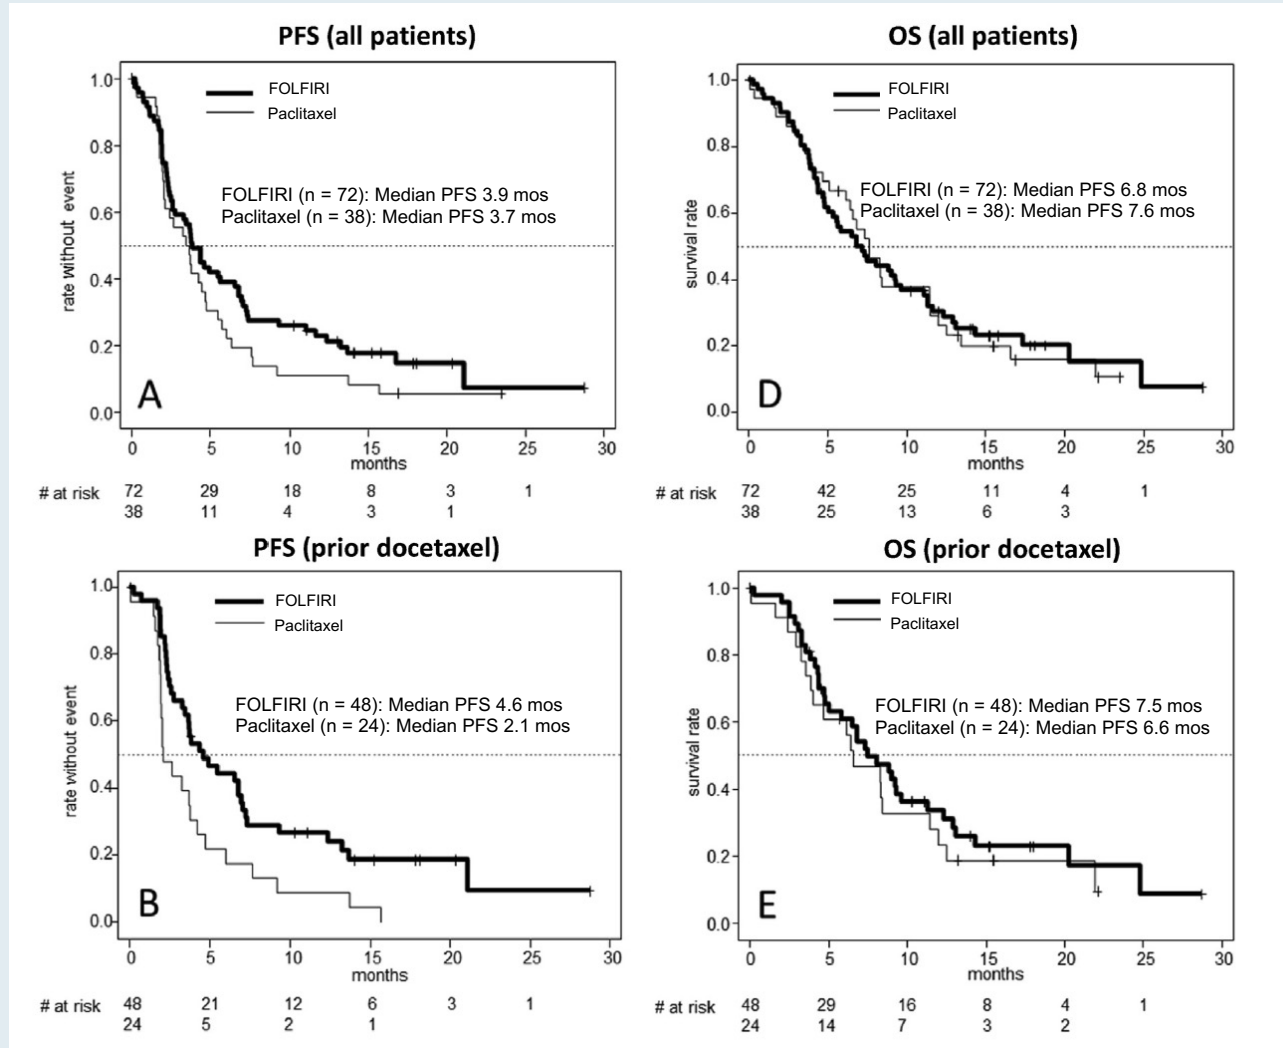 PFS (all patients)
rate without event
1.0
0.8
0.6
0.4
0.2
0.0
FOLFIRI
Paclitaxel
FOLFIRI (n = 72): Median PFS 3.9 mos
Paclitaxel (n = 38): Median PFS 3.7 mos
A
0 5 10 15 20 25 30
months
# at risk 72 29 18 8 3 1
38 11 4 3 1
OS (all patients)
survival rate
1.0
0.8
0.6
0.4
0.2
0.0
FOLFIRI
Paclitaxel
FOLFIRI (n = 72): Median PFS 6.8 mos
Paclitaxel (n = 38): Median PFS 7.6 mos
D
0 5 10 15 20 25 30
months
# at risk 72 42 25 11 4 1
38 25 13 6 3
PFS (prior docetaxel)
rate without event
1.0
0.8
0.6
0.4
0.2
0.0
FOLFIRI
Paclitaxel
FOLFIRI (n = 48): Median PFS 4.6 mos
Paclitaxel (n = 24): Median PFS 2.1 mos
B
0 5 10 15 20 25 30
months
# at risk 48 21 12 6 3 1
24 5 2 1
OS (prior docetaxel)
survival rate
1.0
0.8
0.6
0.4
0.2
0.0
FOLFIRI
Paclitaxel
FOLFIRI (n = 48): Median PFS 7.5 mos
Paclitaxel (n = 24): Median PFS 6.6 mos
E
0 5 10 15 20 25 30
months
# at risk 48 29 16 8 4 1
24 14 7 3 2